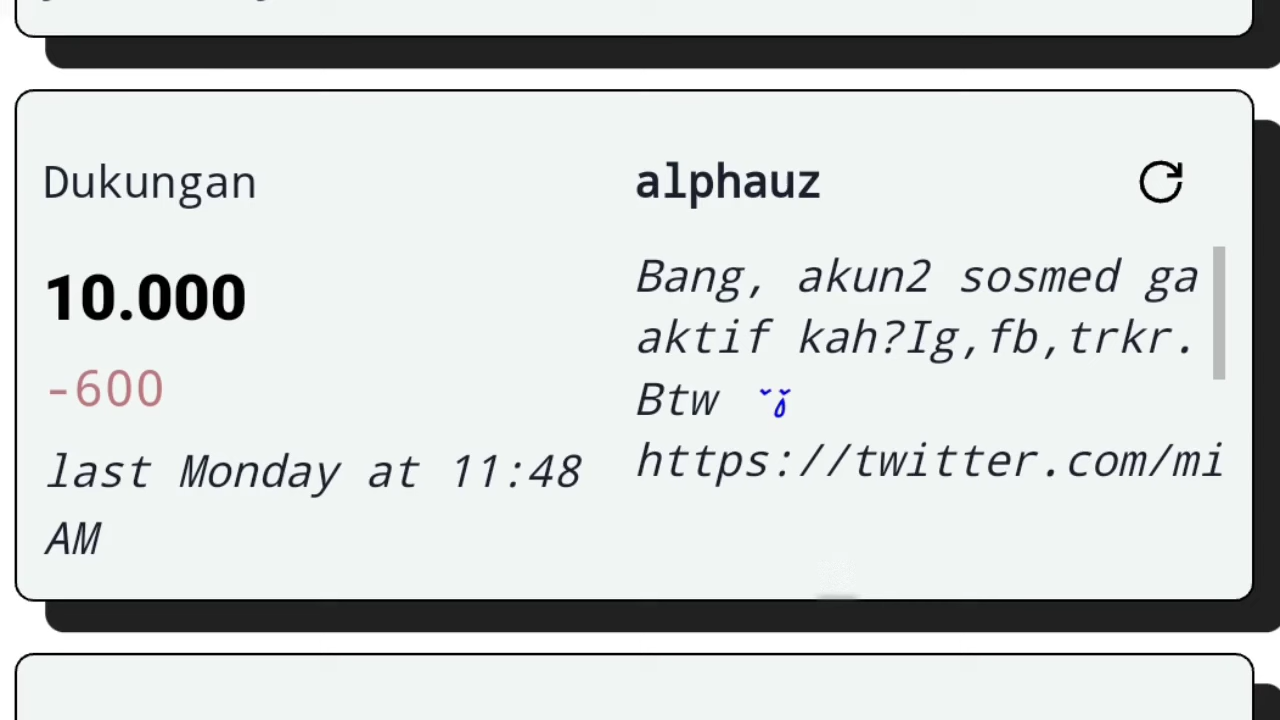 Dukungan
10.000
-600
last Monday at 11:48
AM
alphauz
Bang, akun2 sosmed ga
aktif kah?Ig,fb,trkr.
Btw
https://twitter.com/mi